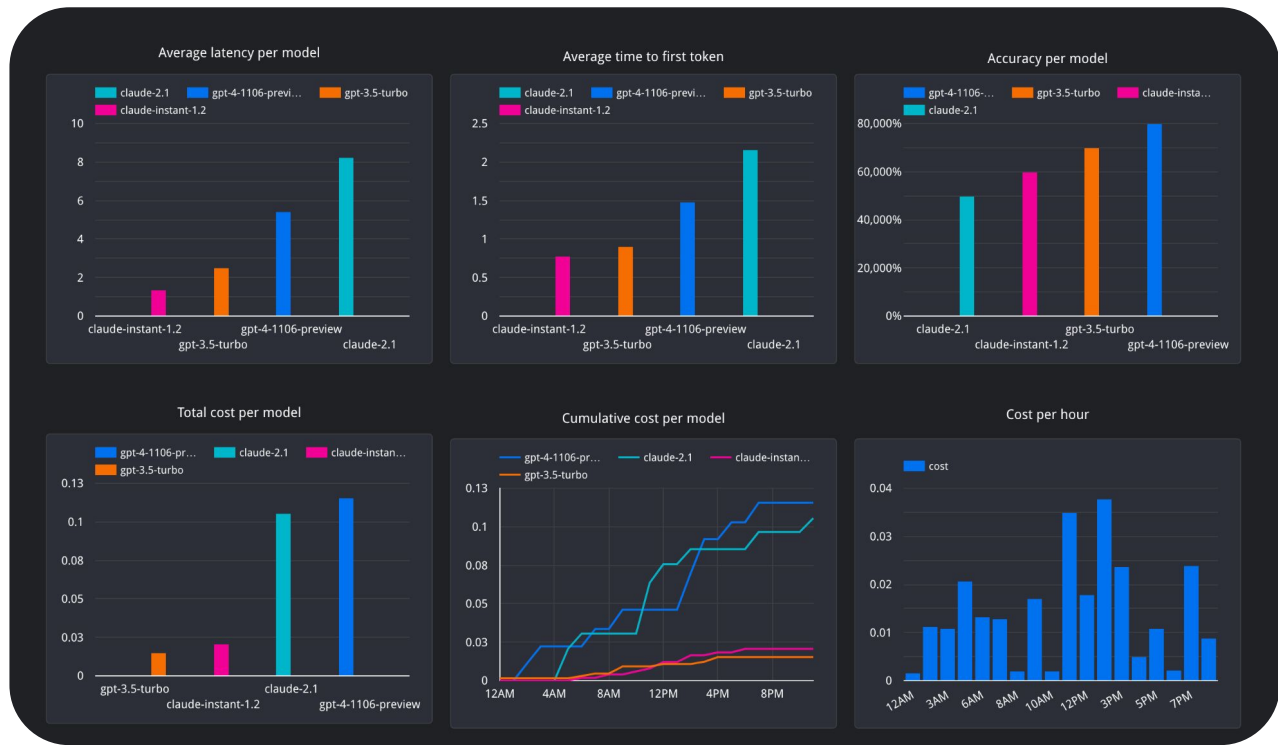 Average latency per model
claude-2.1 gpt-4-1106-previ... gpt-3.5-turbo
claude-instant-1.2
10
8
6
4
2
0
claude-instant-1.2 gpt-4-1106-preview
gpt-3.5-turbo claude-2.1
Average time to first token
claude-2.1 gpt-4-1106-previ... gpt-3.5-turbo
claude-instant-1.2
2.5
2
1.5
1
0.5
0
claude-instant-1.2 gpt-4-1106-preview
gpt-3.5-turbo claude-2.1
Accuracy per model
gpt-4-1106-... gpt-3.5-turbo claude-insta...
claude-2.1
80,000%
60,000%
40,000%
20,000%
0%
claude-2.1 gpt-3.5-turbo
claude-instant-1.2 gpt-4-1106-preview
Total cost per model
gpt-4-1106-pr... claude-2.1 claude-instan...
gpt-3.5-turbo
0.13
0.1
0.08
0.05
0.03
0
gpt-3.5-turbo claude-2.1
claude-instant-1.2 gpt-4-1106-preview
Cumulative cost per model
gpt-4-1106-pr... claude-2.1 claude-instan...
gpt-3.5-turbo
0.13
0.1
0.08
0.05
0.03
0
12AM 4AM 8AM 12PM 4PM 8PM
Cost per hour
cost
0.04
0.03
0.02
0.01
0
12AM 3AM 6AM 8AM 10AM 12PM 3PM 5PM 7PM